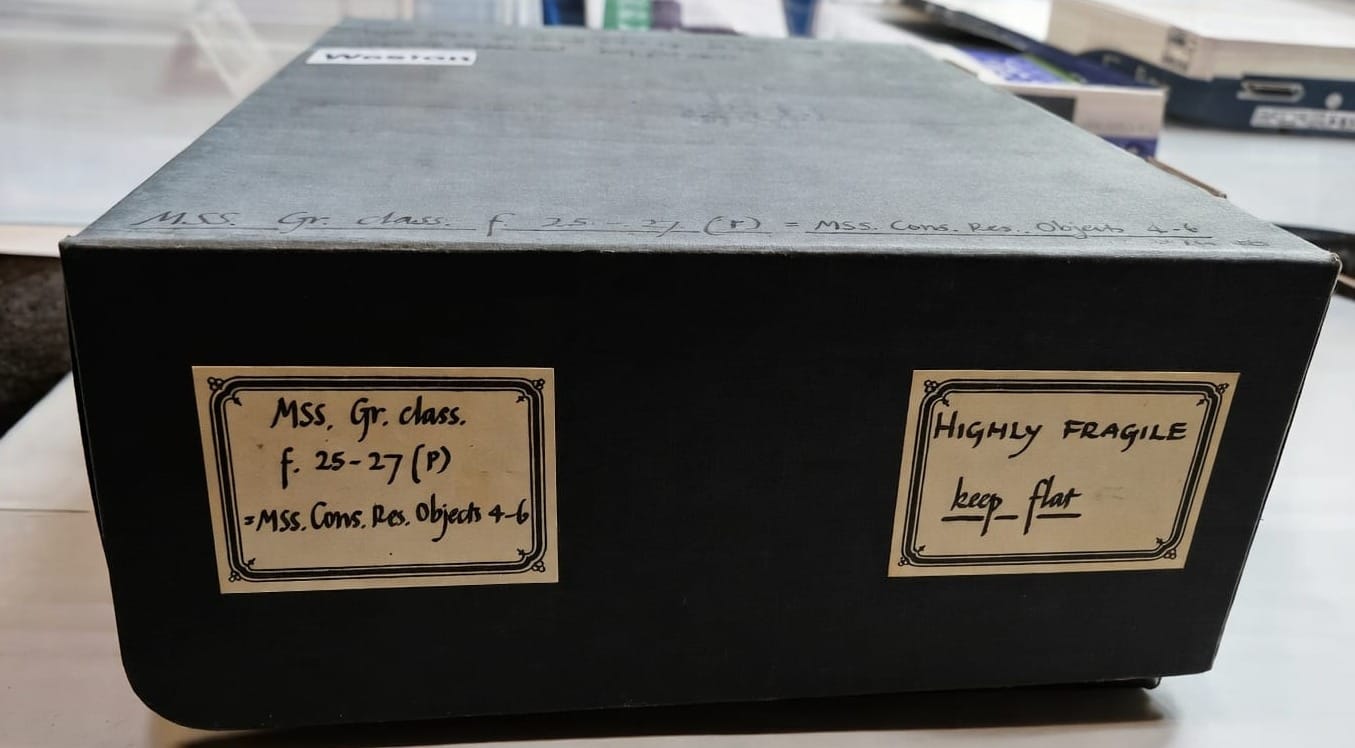 Weston
MSS. Gr. class. f. 25-27 (P) = MSS. Cons. Res. Objects 4-6
MSS. Gr. class.
f. 25-27 (P)
=MSS. Cons. Res. Objects 4-6
HIGHLY FRAGILE
keep flat